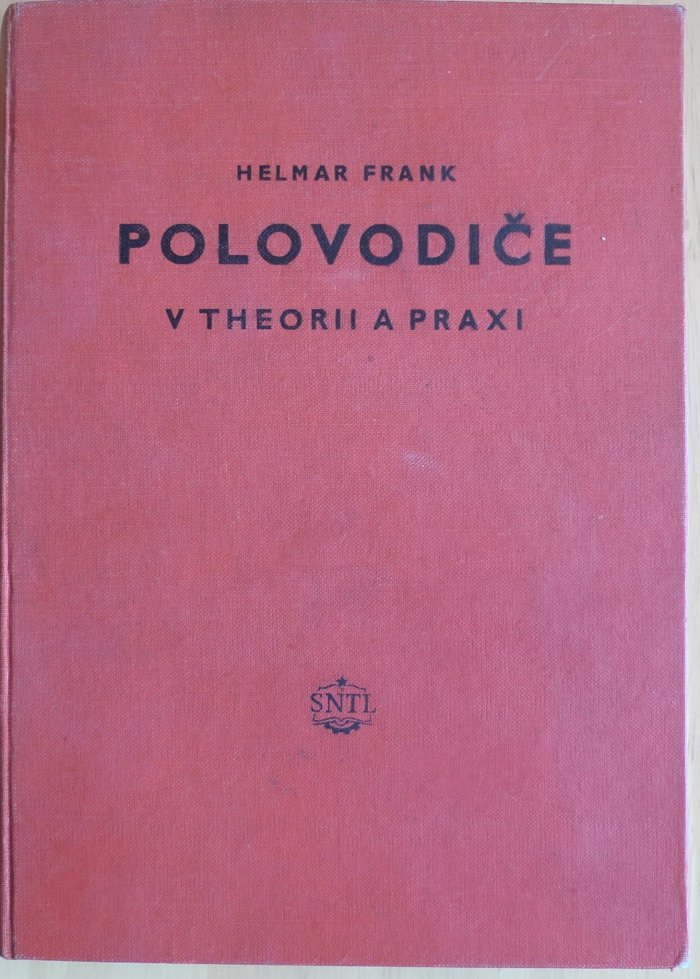 HELMAR FRANK
POLOVODIČE
V THEORII A PRAXI
SNTL